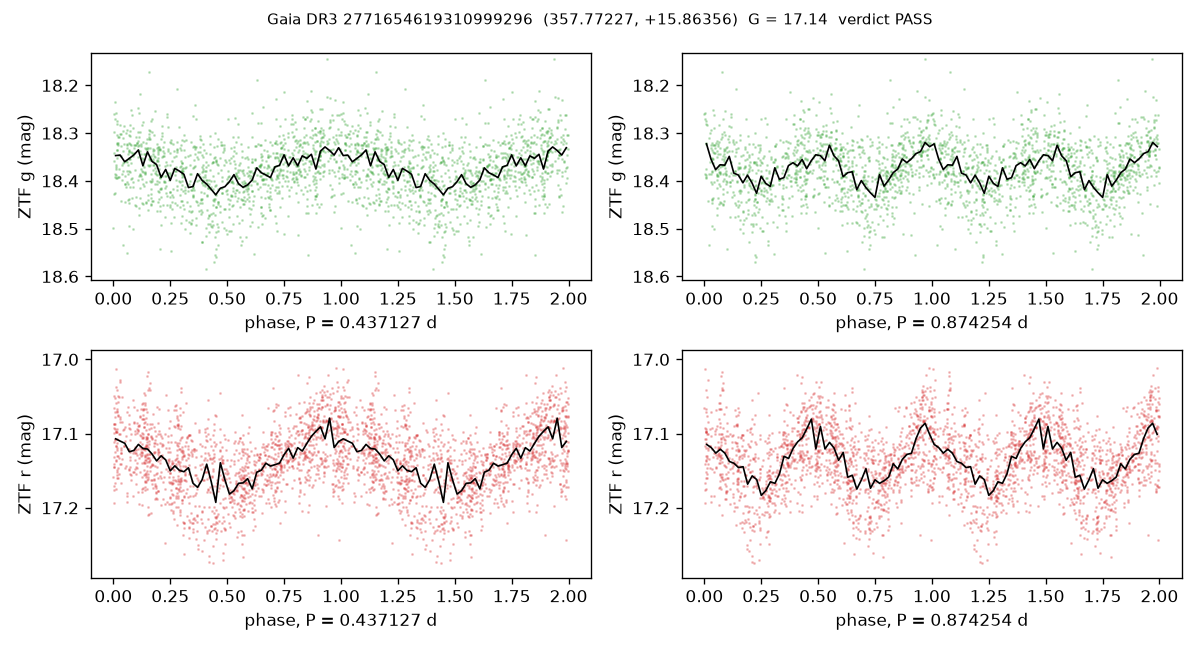 Gaia DR3 2771654619310999296 (357.77227, +15.86356) G = 17.14 verdict PASS
ZTF g (mag)
18.2
18.3
18.4
18.5
18.6
0.00 0.25 0.50 0.75 1.00 1.25 1.50 1.75 2.00
phase, P = 0.437127 d
ZTF g (mag)
18.2
18.3
18.4
18.5
18.6
0.00 0.25 0.50 0.75 1.00 1.25 1.50 1.75 2.00
phase, P = 0.874254 d
ZTF r (mag)
17.0
17.1
17.2
0.00 0.25 0.50 0.75 1.00 1.25 1.50 1.75 2.00
phase, P = 0.437127 d
ZTF r (mag)
17.0
17.1
17.2
0.00 0.25 0.50 0.75 1.00 1.25 1.50 1.75 2.00
phase, P = 0.874254 d